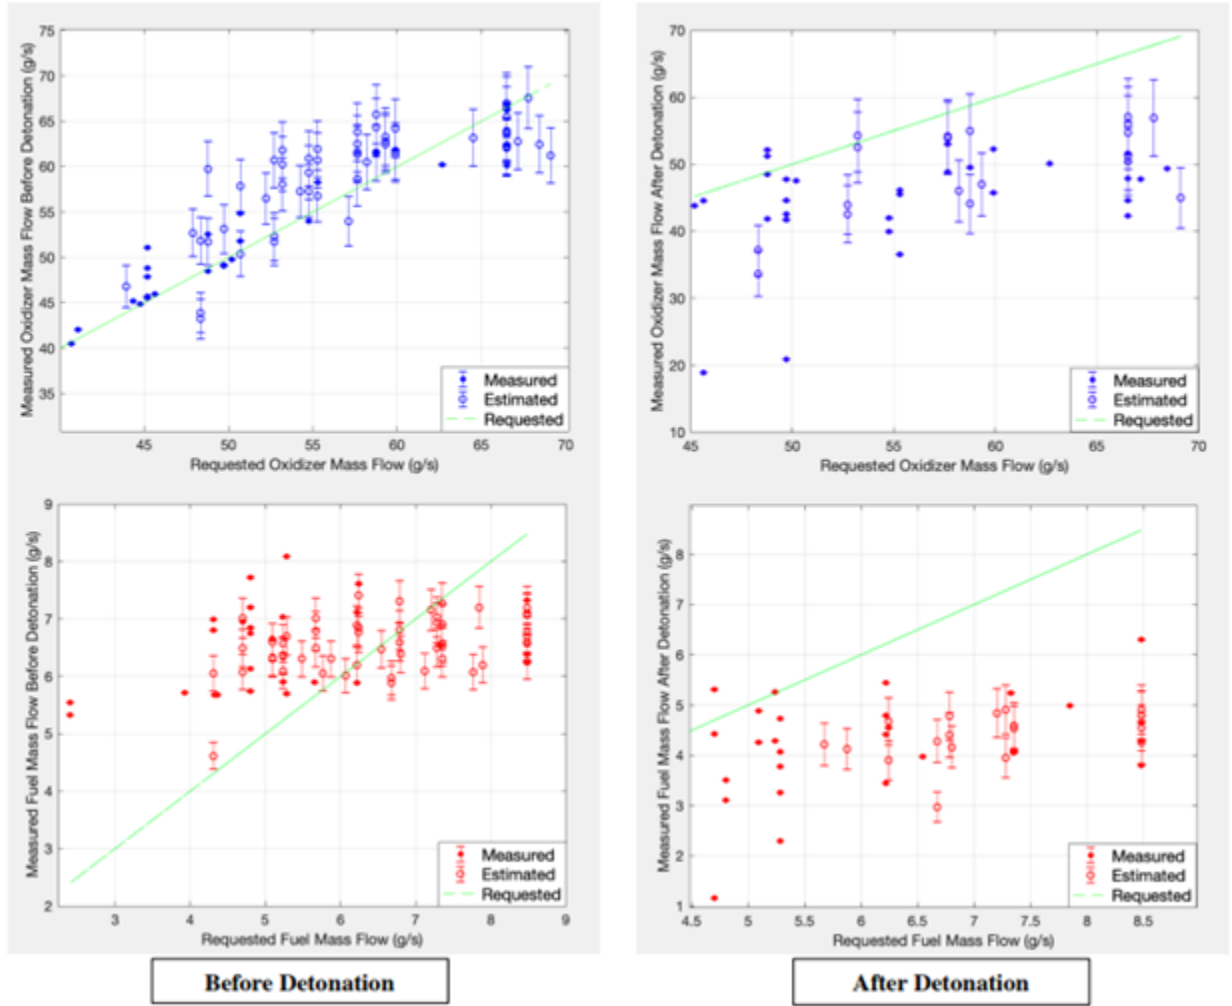 75
70
65
60
55
50
45
40
35
45
50
55
60
65
70
Measured Oxidizer Mass Flow Before Detonation (g/s)
Requested Oxidizer Mass Flow (g/s)
Measured
Estimated
Requested
70
60
50
40
30
20
10
45
50
55
60
65
70
Measured Oxidizer Mass Flow After Detonation (g/s)
Requested Oxidizer Mass Flow (g/s)
Measured
Estimated
Requested
9
8
7
6
5
4
3
2
3
4
5
6
7
8
9
Measured Fuel Mass Flow Before Detonation (g/s)
Requested Fuel Mass Flow (g/s)
Measured
Estimated
Requested
8
7
6
5
4
3
2
1
4.5
5
5.5
6
6.5
7
7.5
8
8.5
Measured Fuel Mass Flow After Detonation (g/s)
Requested Fuel Mass Flow (g/s)
Measured
Estimated
Requested
Before Detonation
After Detonation